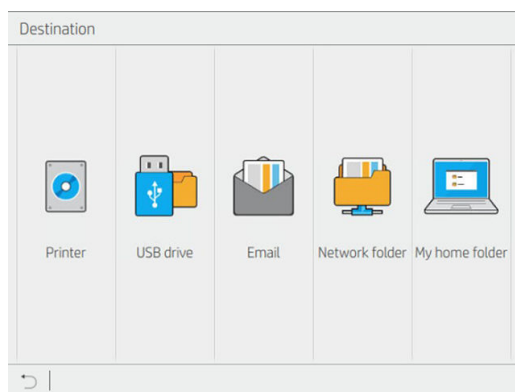 Destination
Printer
USB drive
Email
Network folder
My home folder